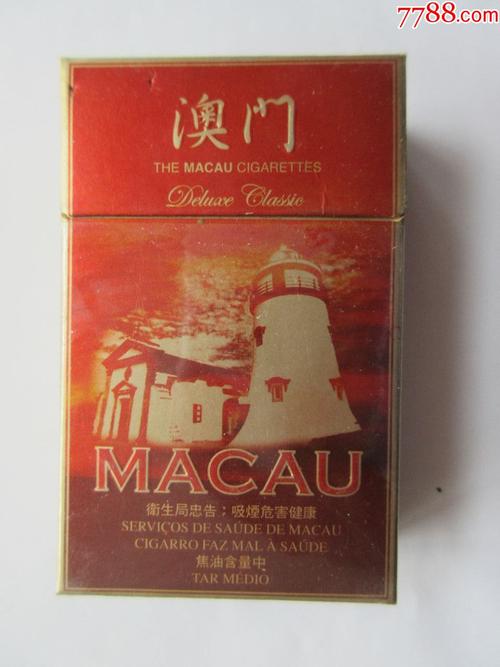 7788.com
澳門
THE MACAU CIGARETTES
Deluxe Classic
MACAU
衛生局忠告：吸煙危害健康
SERVIÇOS DE SAÚDE DE MACAU
CIGARRO FAZ MAL À SAÚDE
焦油含量中
TAR MÉDIO